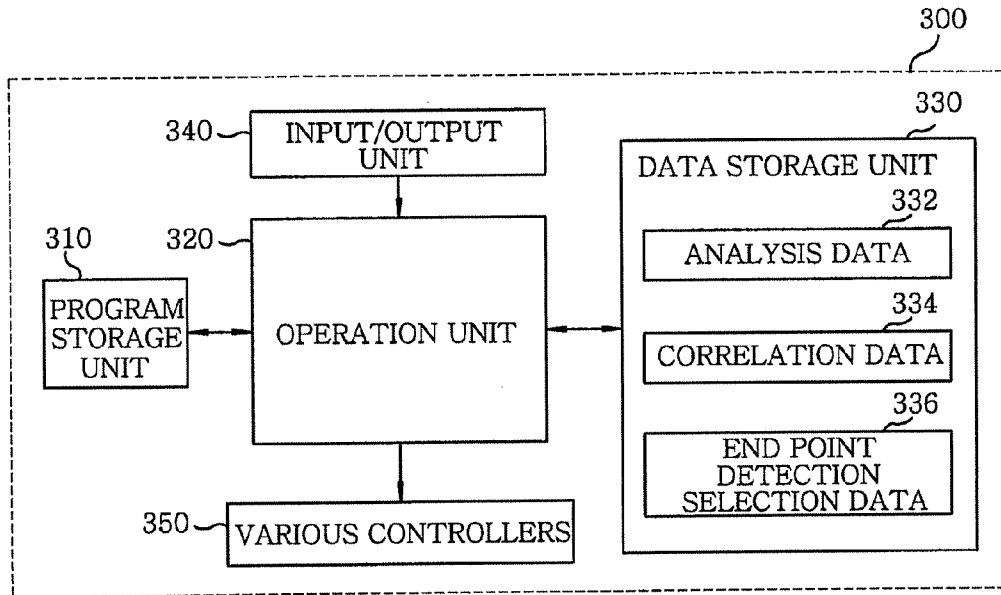 300
340
INPUT/OUTPUT
UNIT
330
DATA STORAGE UNIT
332
ANALYSIS DATA
334
CORRELATION DATA
336
END POINT
DETECTION
SELECTION DATA
320
OPERATION UNIT
310
PROGRAM
STORAGE
UNIT
350
VARIOUS CONTROLLERS